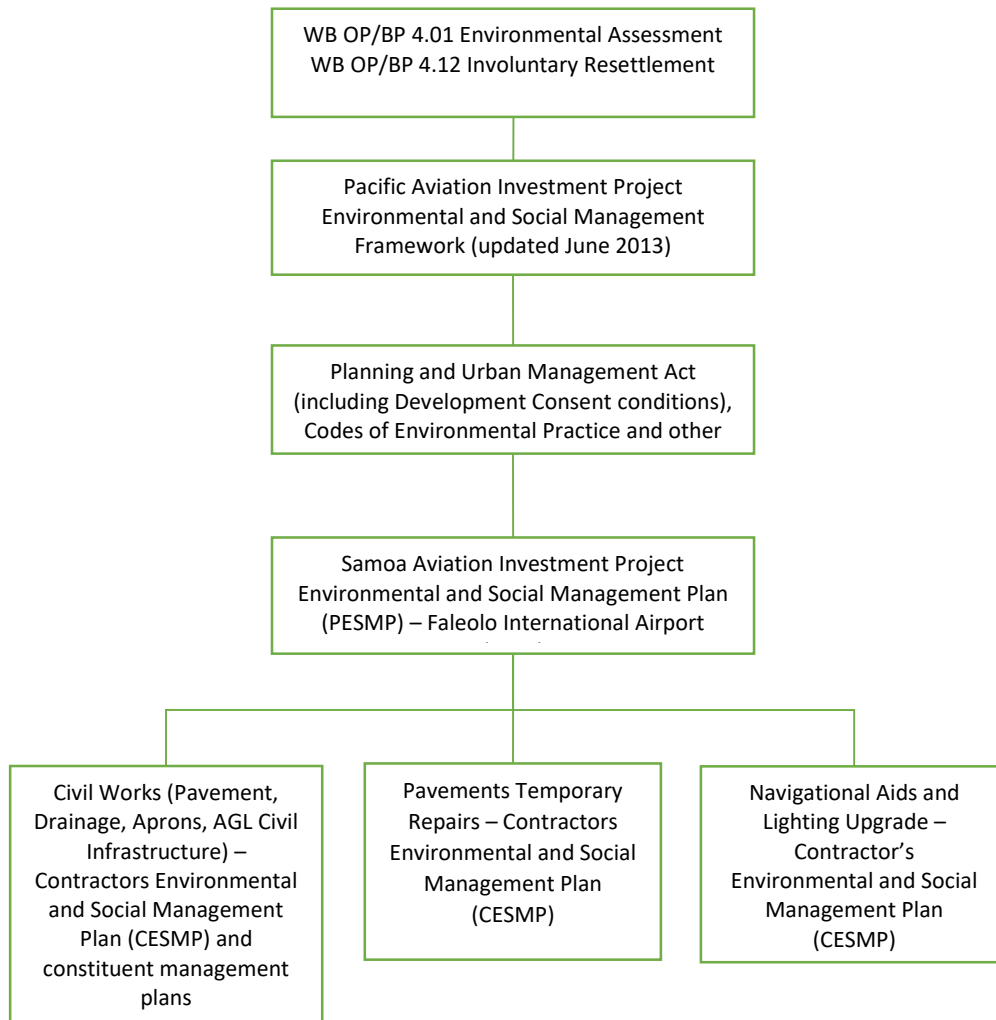 WB OP/BP 4.01 Environmental Assessment
WB OP/BP 4.12 Involuntary Resettlement
Pacific Aviation Investment Project
Environmental and Social Management
Framework (updated June 2013)
Planning and Urban Management Act
(including Development Consent conditions),
Codes of Environmental Practice and other
Samoa Aviation Investment Project
Environmental and Social Management Plan
(PESMP) – Faleolo International Airport
Civil Works (Pavement,
Drainage, Aprons, AGL Civil
Infrastructure) –
Contractors Environmental
and Social Management
Plan (CESMP) and
constituent management
plans
Pavements Temporary
Repairs – Contractors
Environmental and Social
Management Plan
(CESMP)
Navigational Aids and
Lighting Upgrade –
Contractor's
Environmental and Social
Management Plan
(CESMP)